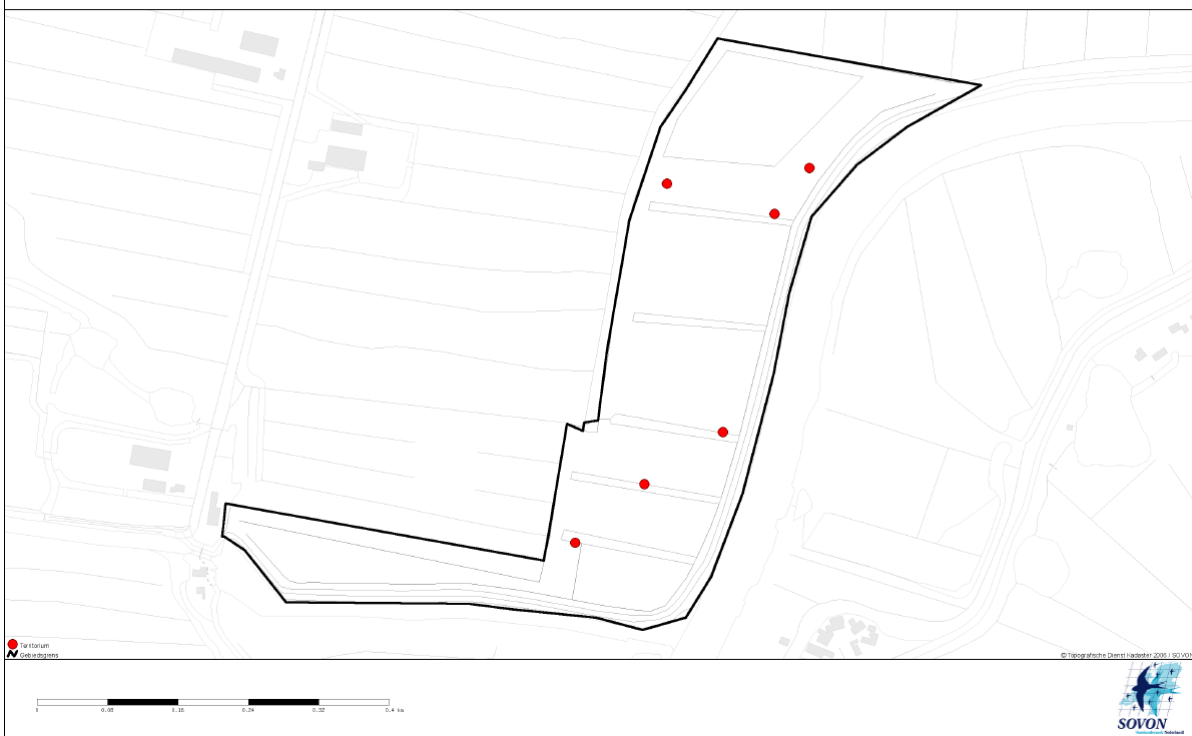 Territorium
Gebiedsgrens
© Topografische Dienst Kadaster 2006 / SOVON
0 0.08 0.16 0.24 0.32 0.4 km
SOVON
Nederland